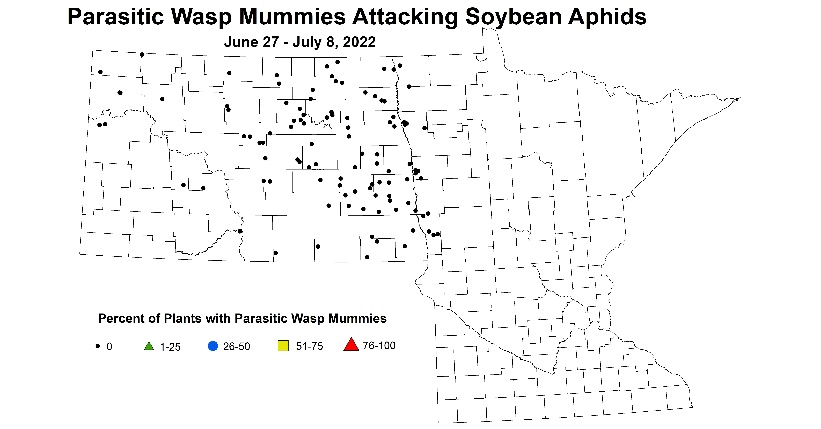 Parasitic Wasp Mummies Attacking Soybean Aphids
June 27 - July 8, 2022
Percent of Plants with Parasitic Wasp Mummies
0 1-25 26-50 51-75 76-100